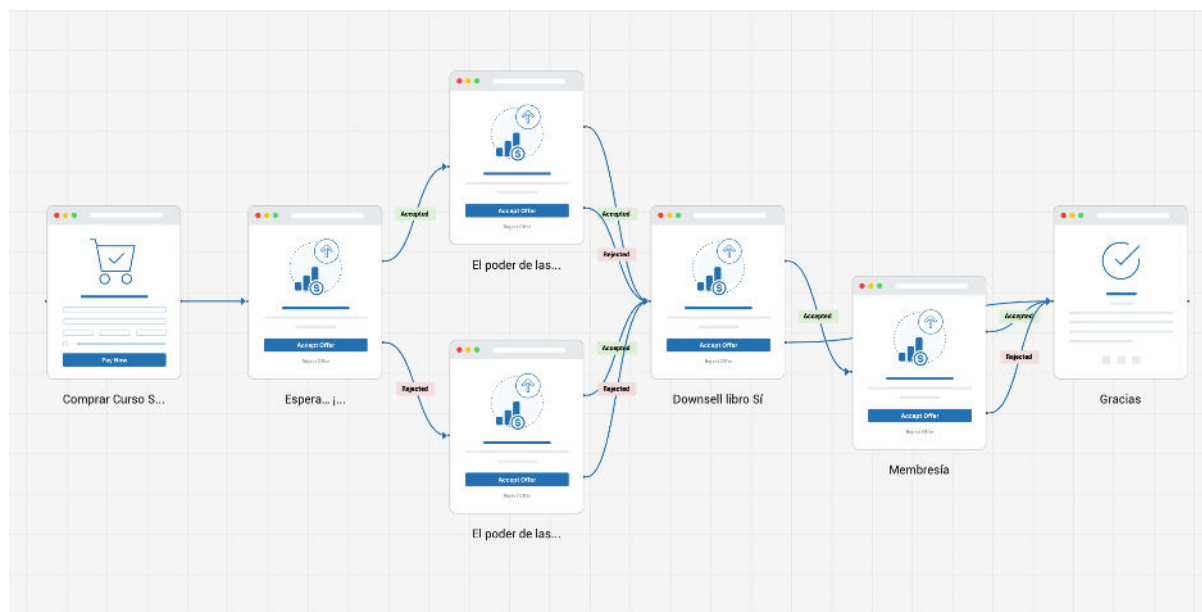 Pay Now
Comprar Curso S...
Accept Offer
Reject Offer
Espera... ¡...
Accepted
Rejected
Accept Offer
Reject Offer
El poder de las...
Accept Offer
Reject Offer
El poder de las...
Accepted
Rejected
Accepted
Rejected
Accept Offer
Reject Offer
Downsell libro Sí
Accepted
Accept Offer
Reject Offer
Membresía
Accepted
Rejected
Gracias